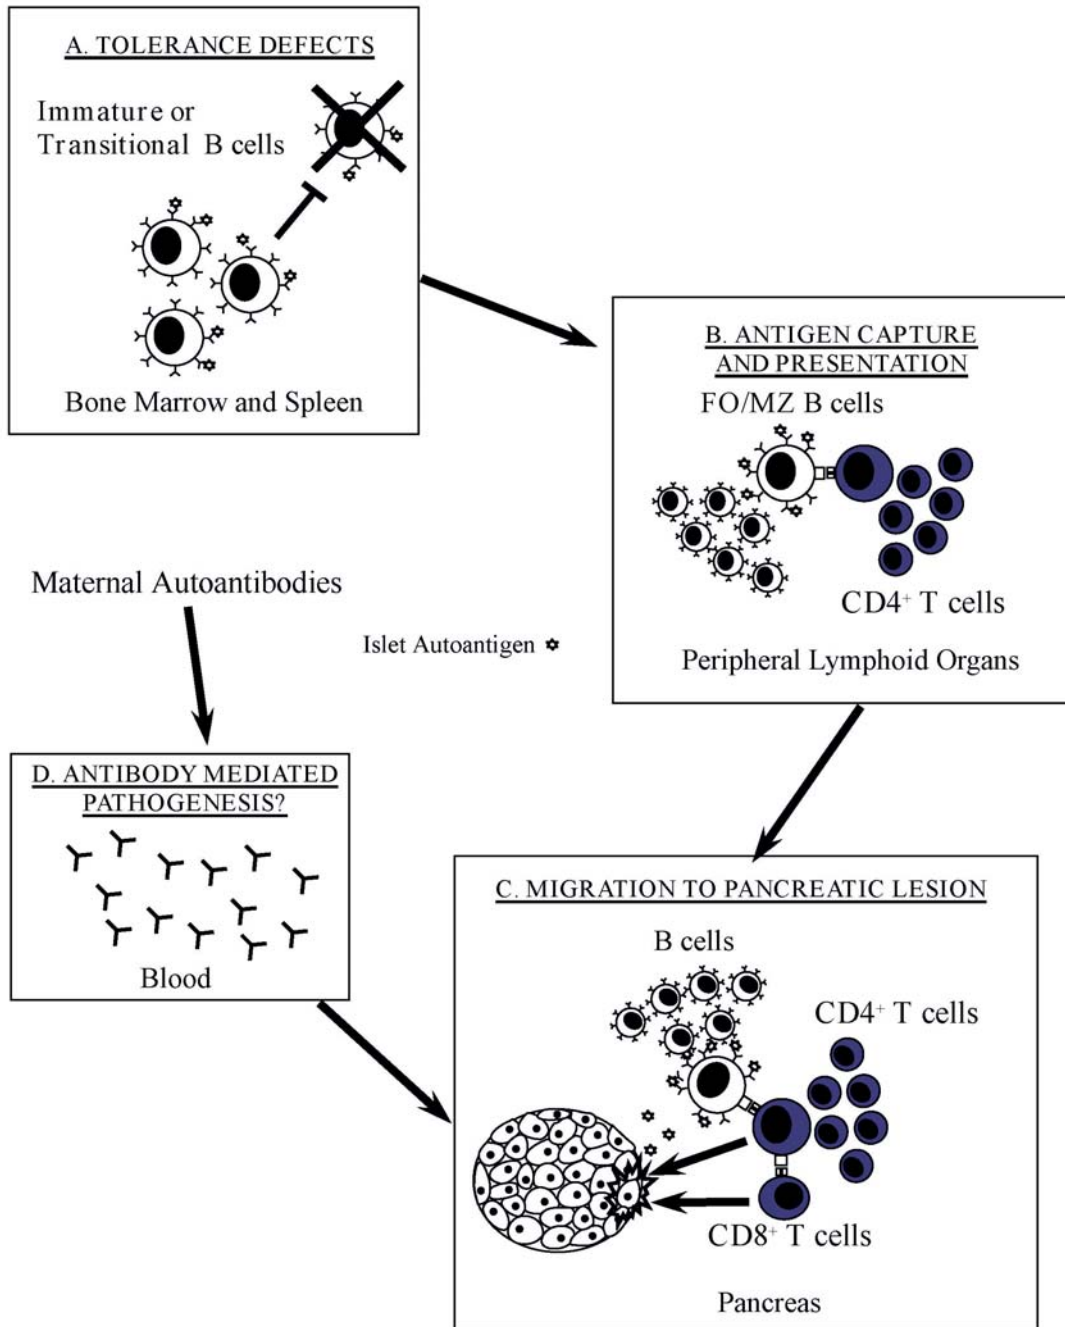 A. TOLERANCE DEFECTS
Immature or
Transitional B cells
Bone Marrow and Spleen
B. ANTIGEN CAPTURE
AND PRESENTATION
FO/MZ B cells
CD4⁺ T cells
Peripheral Lymphoid Organs
Maternal Autoantibodies
Islet Autoantigen
D. ANTIBODY MEDIATED
PATHOGENESIS?
Blood
C. MIGRATION TO PANCREATIC LESION
B cells
CD4⁺ T cells
CD8⁺ T cells
Pancreas